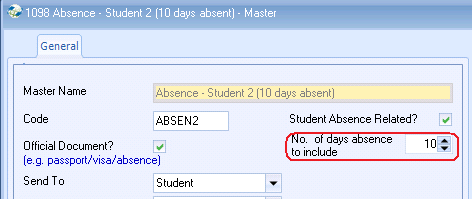 1098 Absence - Student 2 (10 days absent) - Master
General
Master Name Absence - Student 2 (10 days absent)
Code ABSEN2 Student Absence Related?
Official Document? No. of days absence 10
(e.g. passport/visa/absence) to include
Send To Student